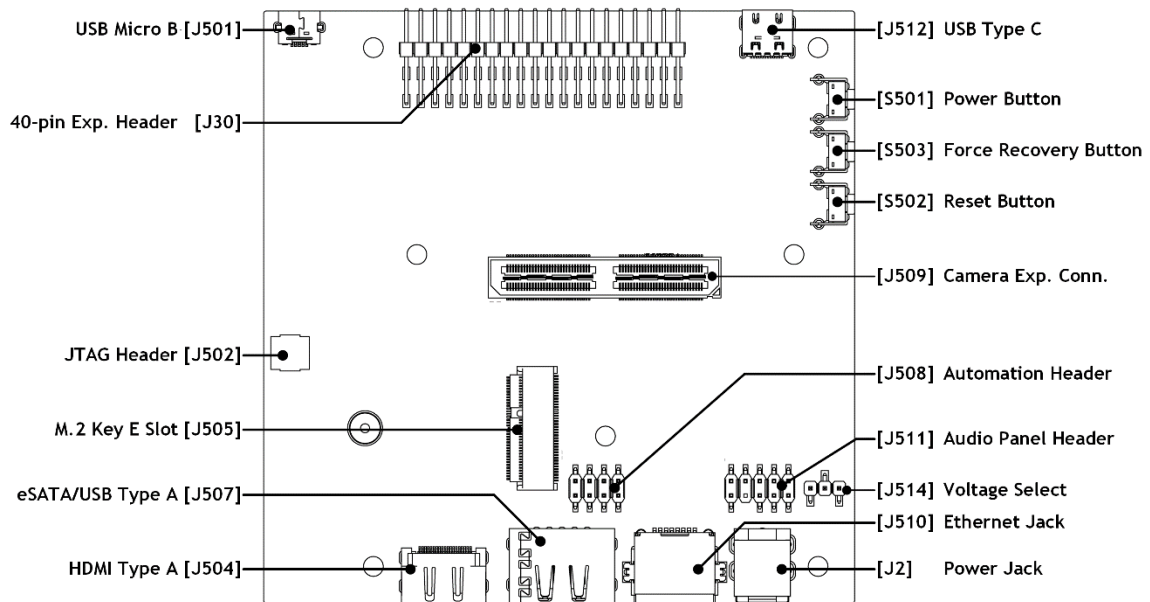 USB Micro B [J501]
[J512] USB Type C
[S501] Power Button
40-pin Exp. Header [J30]
[S503] Force Recovery Button
[S502] Reset Button
[J509] Camera Exp. Conn.
JTAG Header [J502]
[J508] Automation Header
M.2 Key E Slot [J505]
[J511] Audio Panel Header
eSATA/USB Type A [J507]
[J514] Voltage Select
[J510] Ethernet Jack
HDMI Type A [J504]
[J2] Power Jack